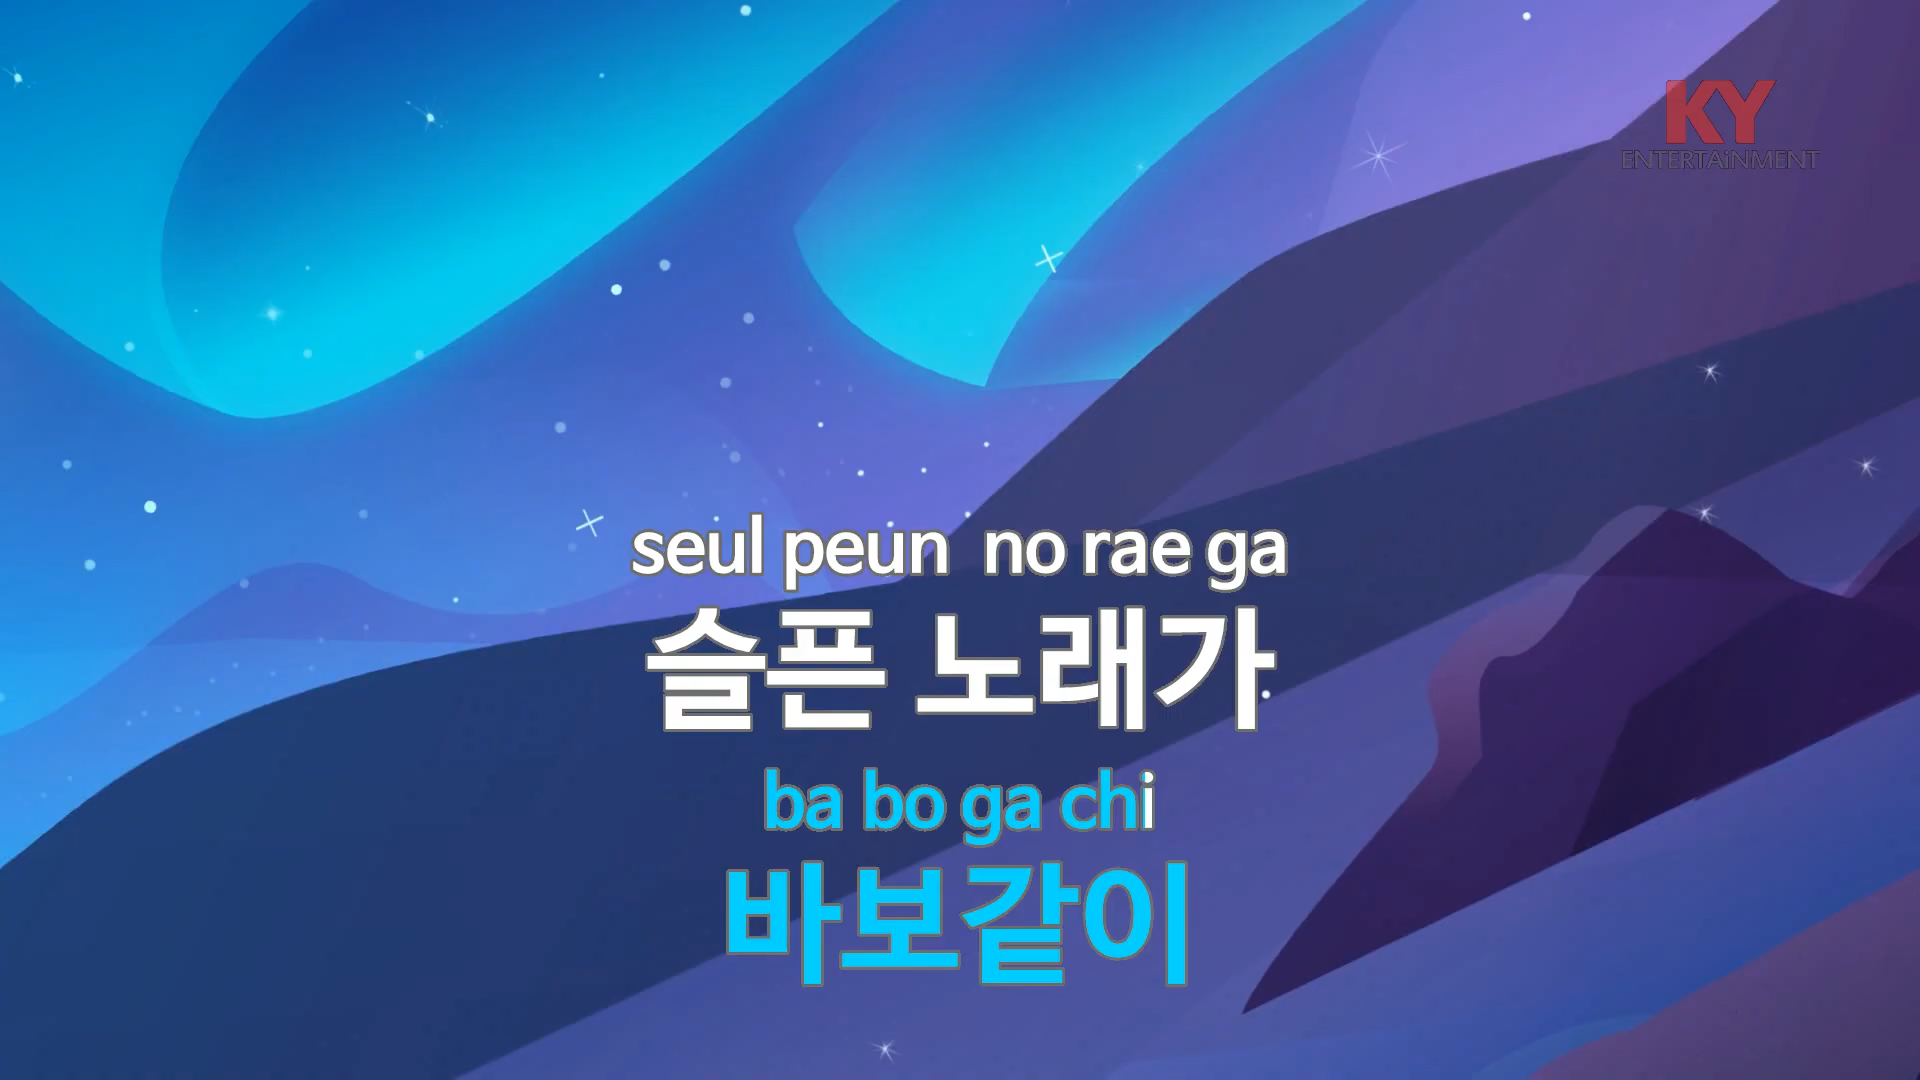 KY
ENTERTAiNMENT
seul peun no rae ga
슬픈 노래가
ba bo ga chi
바보같이